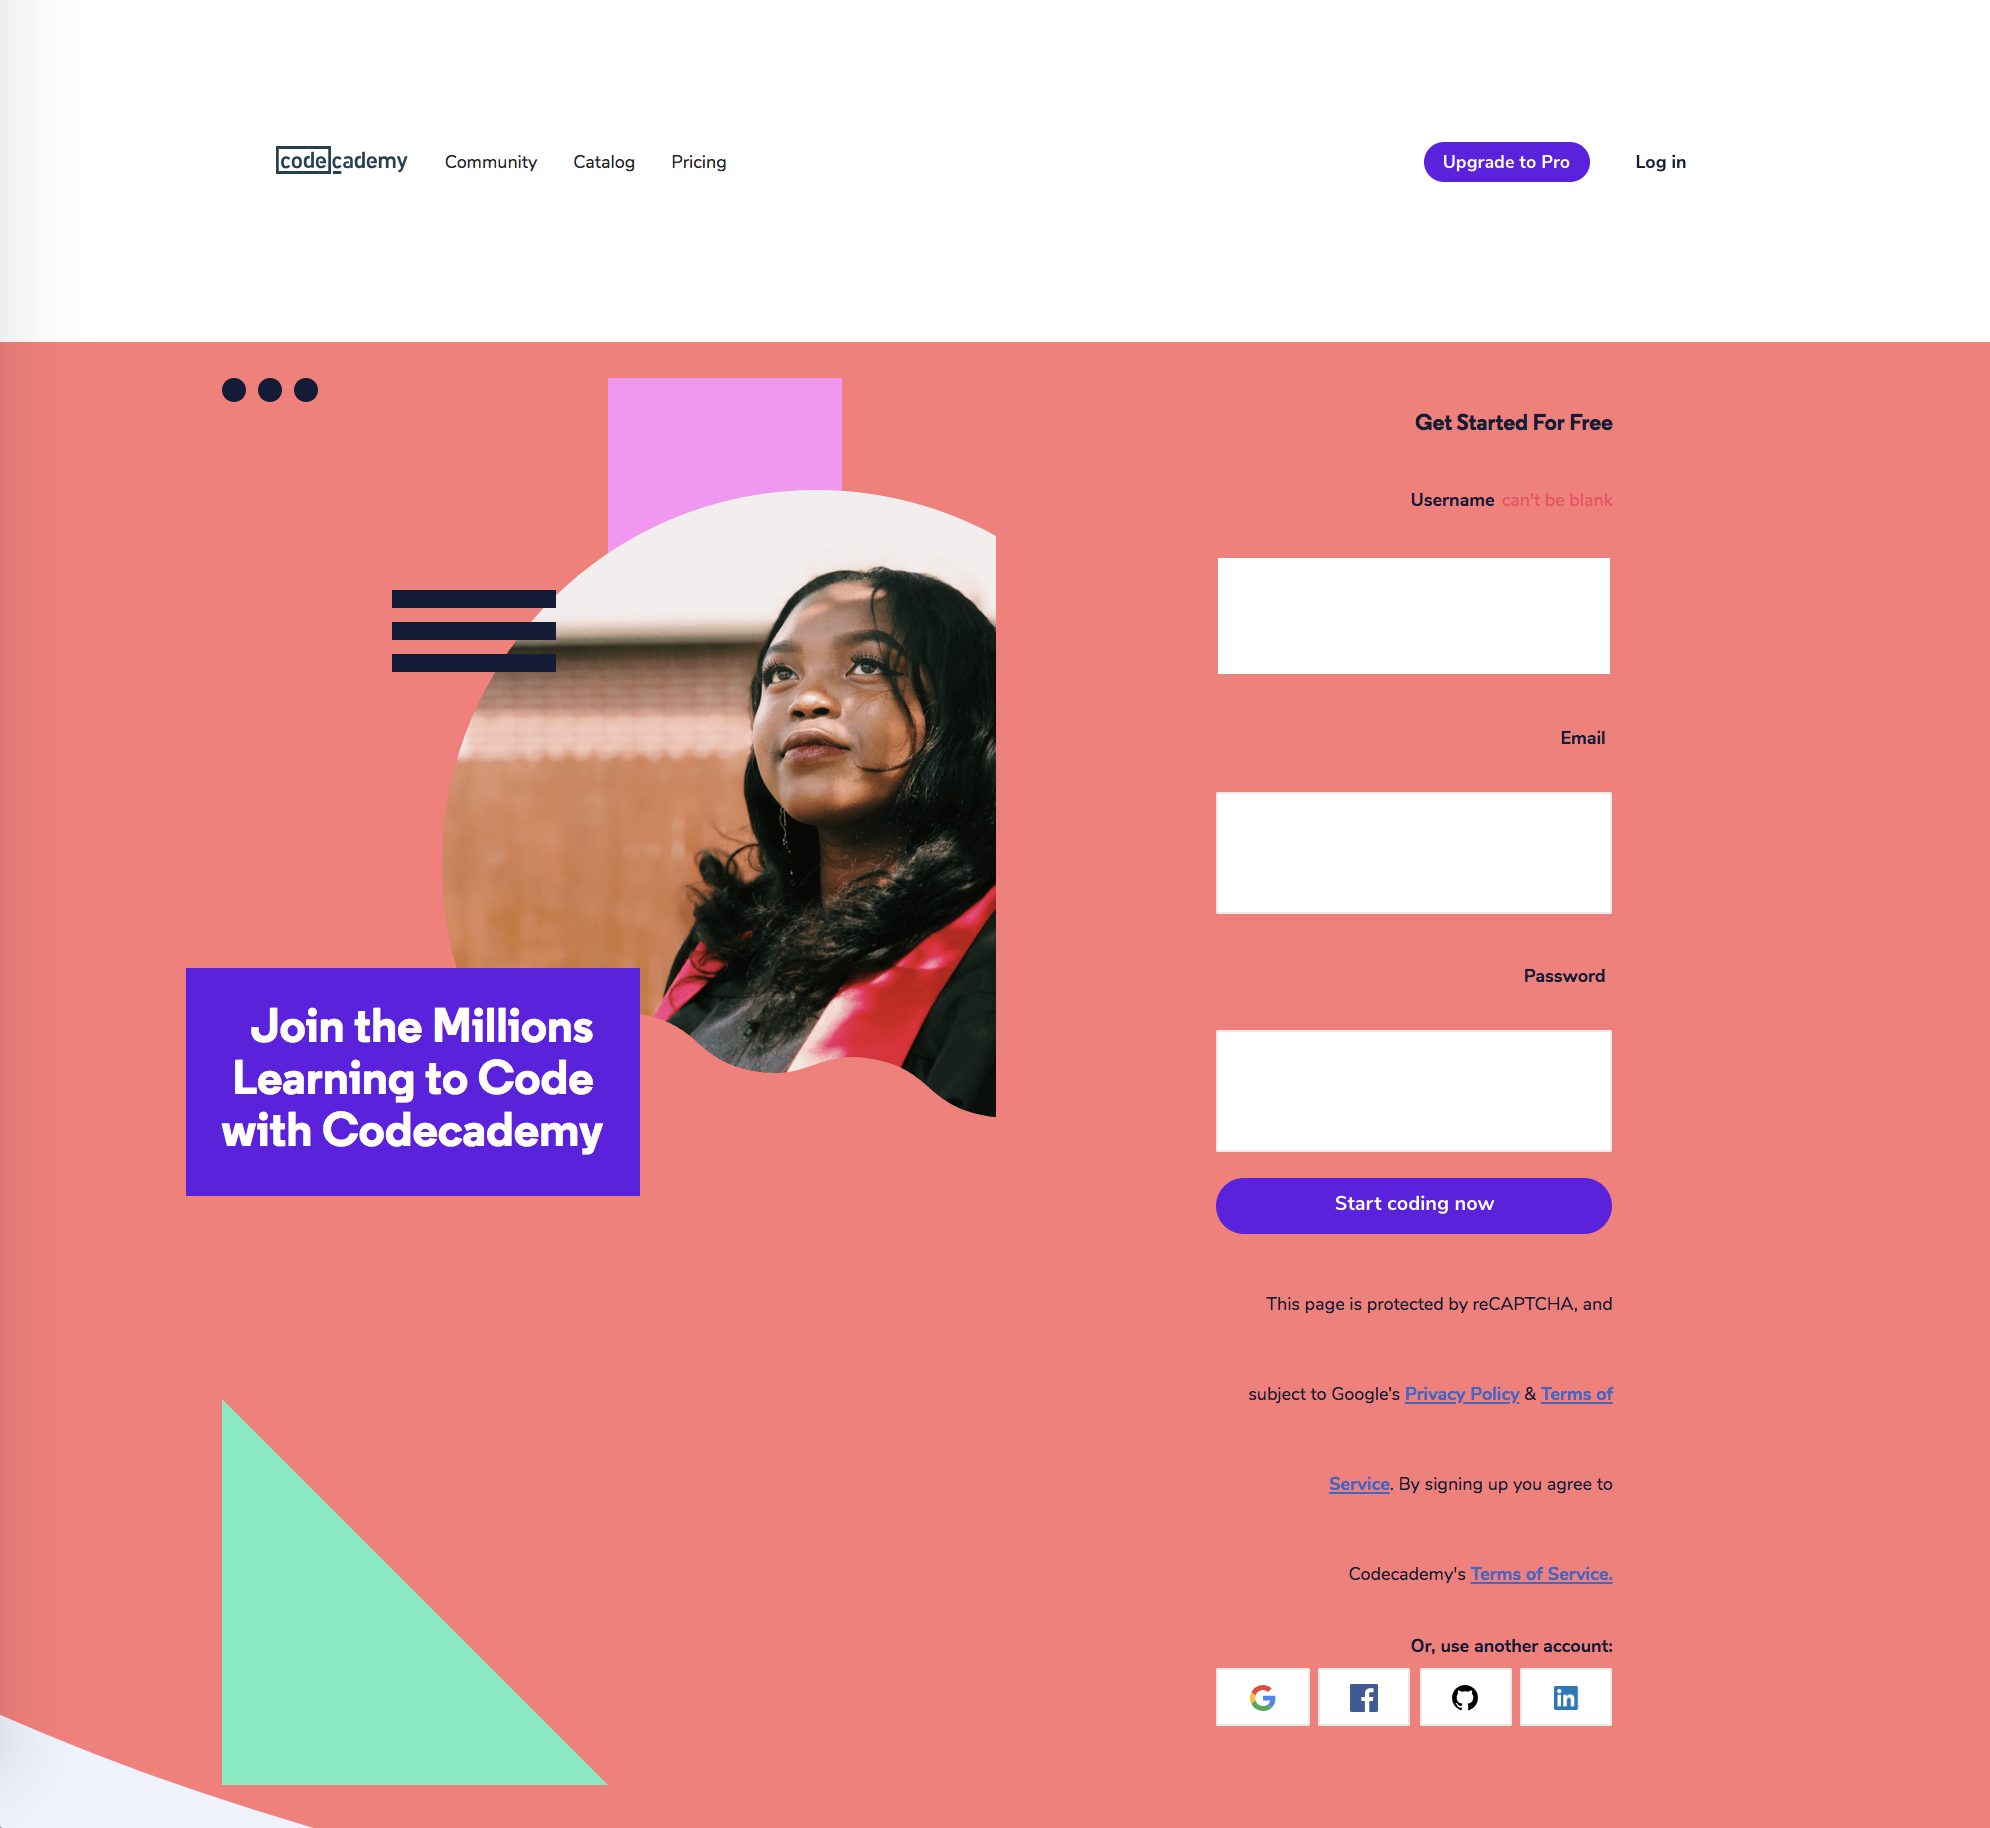 codecademy Community Catalog Pricing Upgrade to Pro Log in
Join the Millions
Learning to Code
with Codecademy
Get Started For Free
Username can't be blank
Email
Password
Start coding now
This page is protected by reCAPTCHA, and
subject to Google's Privacy Policy & Terms of
Service. By signing up you agree to
Codecademy's Terms of Service.
Or, use another account:
in